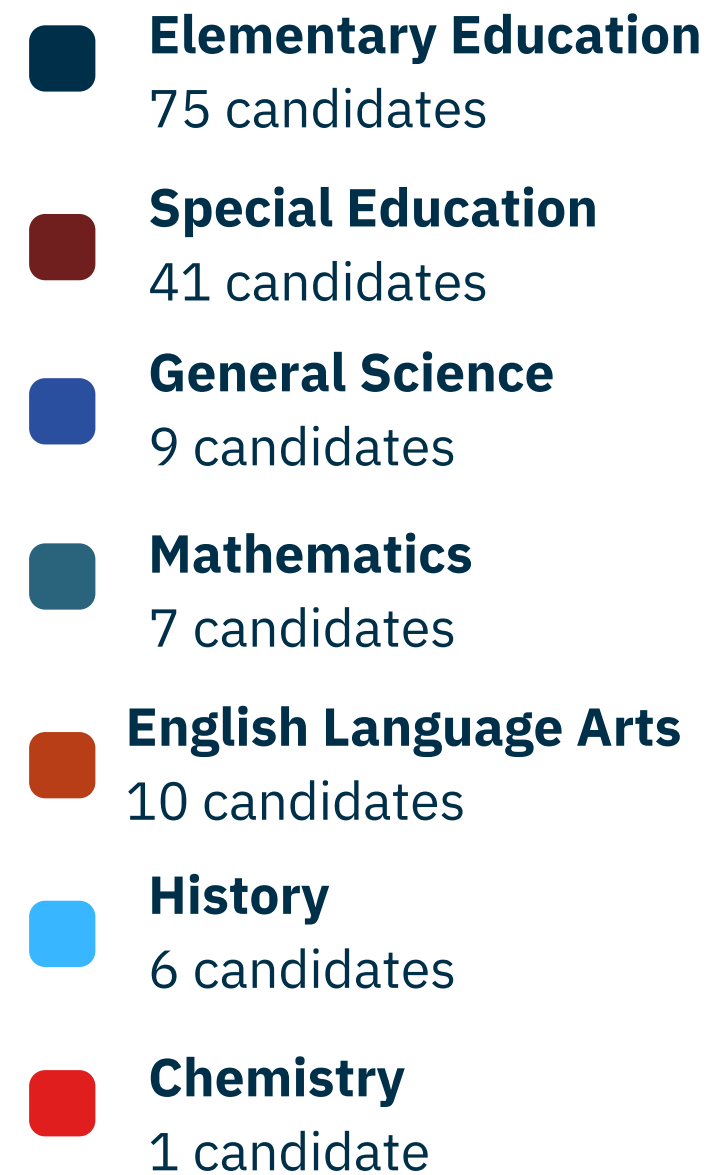 Elementary Education
75 candidates
Special Education
41 candidates
General Science
9 candidates
Mathematics
7 candidates
English Language Arts
10 candidates
History
6 candidates
Chemistry
1 candidate